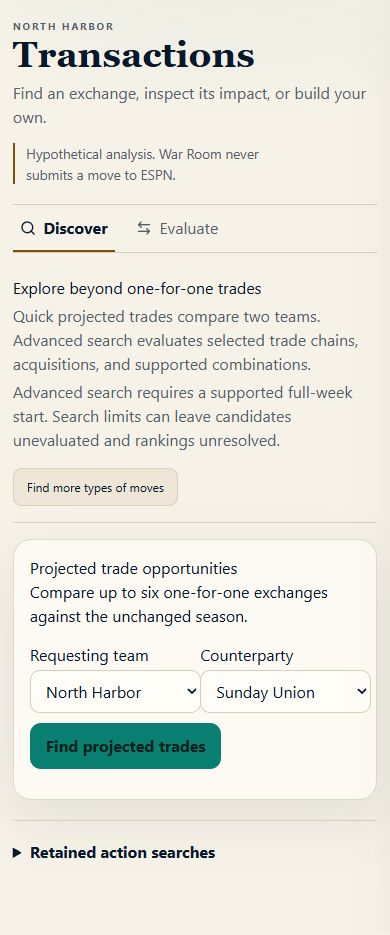 NORTH HARBOR
Transactions
Find an exchange, inspect its impact, or build your
own.
Hypothetical analysis. War Room never
submits a move to ESPN.
Discover
Evaluate
Explore beyond one-for-one trades
Quick projected trades compare two teams.
Advanced search evaluates selected trade chains,
acquisitions, and supported combinations.
Advanced search requires a supported full-week
start. Search limits can leave candidates
unevaluated and rankings unresolved.
Find more types of moves
Projected trade opportunities
Compare up to six one-for-one exchanges
against the unchanged season.
Requesting team
Counterparty
North Harbor
Sunday Union
Find projected trades
Retained action searches